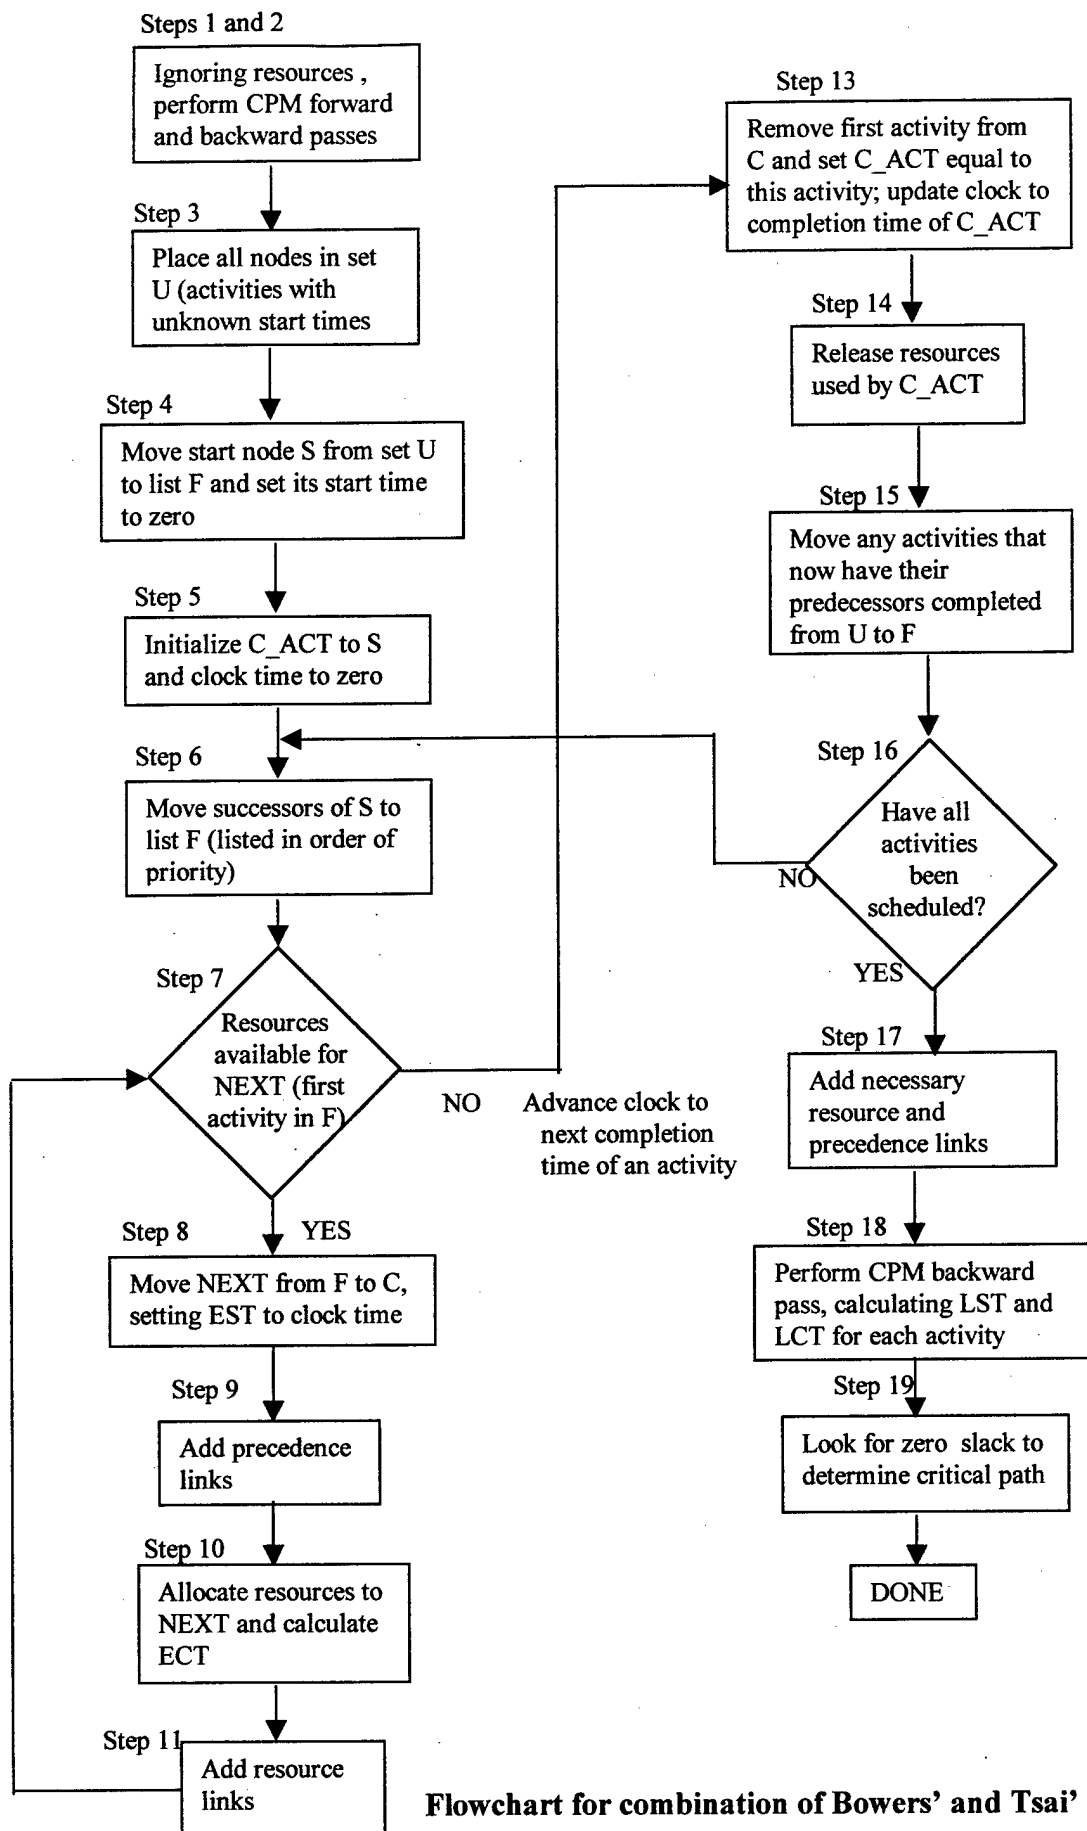 Steps 1 and 2
Ignoring resources ,
perform CPM forward
and backward passes
Step 3
Place all nodes in set
U (activities with
unknown start times
Step 4
Move start node S from set U
to list F and set its start time
to zero
Step 5
Initialize C_ACT to S
and clock time to zero
Step 6
Move successors of S to
list F (listed in order of
priority)
Step 7
Resources
available for
NEXT (first
activity in F)
NO
Advance clock to
next completion
time of an activity
YES
Step 8
Move NEXT from F to C,
setting EST to clock time
Step 9
Add precedence
links
Step 10
Allocate resources to
NEXT and calculate
ECT
Step 11
Add resource
links
Step 13
Remove first activity from
C and set C_ACT equal to
this activity; update clock to
completion time of C_ACT
Step 14
Release resources
used by C_ACT
Step 15
Move any activities that
now have their
predecessors completed
from U to F
Step 16
Have all
activities
been
scheduled?
NO
YES
Step 17
Add necessary
resource and
precedence links
Step 18
Perform CPM backward
pass, calculating LST and
LCT for each activity
Step 19
Look for zero slack to
determine critical path
DONE
Flowchart for combination of Bowers' and Tsai'